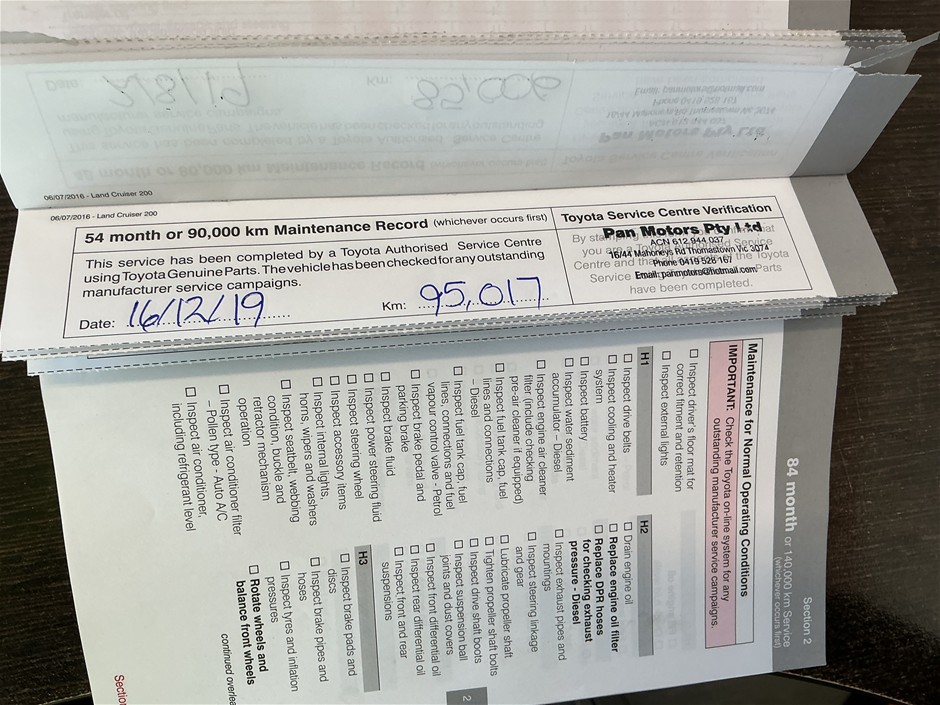 06/07/2016 - Land Cruiser 200
06/07/2016 - Land Cruiser 200
54 month or 90,000 km Maintenance Record (whichever occurs first)
This service has been completed by a Toyota Authorised Service Centre
using Toyota Genuine Parts. The vehicle has been checked for any outstanding
manufacturer service campaigns.
Date: 16/12/19
Km: 95,017
Toyota Service Centre Verification
Pan Motors Pty Ltd
ACN 612 944 037
16/44 Mahoneys Rd Thomastown Vic 3074
Phone 0419 528 167
Email: panmotors@hotmail.com
have been completed.
Section 2
84 month or 140,000 km Service
(whichever occurs first)
Maintenance for Normal Operating Conditions
IMPORTANT: Check the Toyota on-line system for any
outstanding manufacturer service campaigns.
☐ Inspect driver's floor mat for
correct fitment and retention
☐ Inspect external lights
H1
☐ Inspect drive belts
☐ Inspect cooling and heater
system
☐ Inspect battery
☐ Inspect water sediment
accumulator – Diesel
☐ Inspect engine air cleaner
filter (include checking
pre-air cleaner if equipped)
☐ Inspect fuel tank cap, fuel
lines and connections
– Diesel
☐ Inspect fuel tank cap, fuel
lines, connections and fuel
vapour control valve - Petrol
☐ Inspect brake pedal and
parking brake
☐ Inspect brake fluid
☐ Inspect power steering fluid
☐ Inspect steering wheel
☐ Inspect accessory items
☐ Inspect internal lights,
horns, wipers and washers
☐ Inspect seatbelt, webbing
condition, buckle and
retractor mechanism
operation
☐ Inspect air conditioner filter
– Pollen type - Auto A/C
☐ Inspect air conditioner,
including refrigerant level
H2
☐ Drain engine oil
☐ Replace engine oil filter
☐ Replace DPR hoses
for checking exhaust
pressure - Diesel
☐ Inspect exhaust pipes and
mountings
☐ Inspect steering linkage
and gear
☐ Lubricate propeller shaft
☐ Tighten propeller shaft bolts
☐ Inspect drive shaft boots
☐ Inspect suspension ball
joints and dust covers
☐ Inspect front differential oil
☐ Inspect rear differential oil
☐ Inspect front and rear
suspensions
H3
☐ Inspect brake pads and
discs
☐ Inspect brake pipes and
hoses
☐ Inspect tyres and inflation
pressures
☐ Rotate wheels and
balance front wheels
continued overlea
2
Section